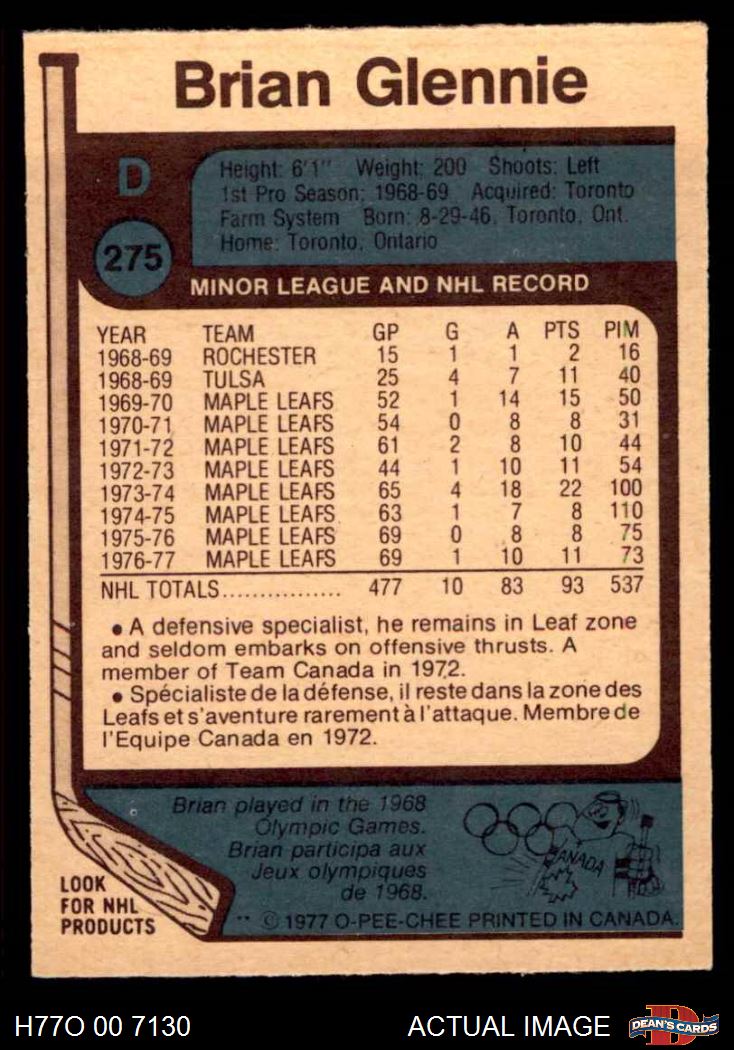 Brian Glennie
D
275
Height: 6'1" Weight: 200 Shoots: Left
1st Pro Season: 1968-69 Acquired: Toronto
Farm System Born: 8-29-46, Toronto, Ont.
Home: Toronto, Ontario
MINOR LEAGUE AND NHL RECORD
YEAR TEAM GP G A PTS PIM
1968-69 ROCHESTER 15 1 1 2 16
1968-69 TULSA 25 4 7 11 40
1969-70 MAPLE LEAFS 52 1 14 15 50
1970-71 MAPLE LEAFS 54 0 8 8 31
1971-72 MAPLE LEAFS 61 2 8 10 44
1972-73 MAPLE LEAFS 44 1 10 11 54
1973-74 MAPLE LEAFS 65 4 18 22 100
1974-75 MAPLE LEAFS 63 1 7 8 110
1975-76 MAPLE LEAFS 69 0 8 8 75
1976-77 MAPLE LEAFS 69 1 10 11 73
NHL TOTALS................ 477 10 83 93 537
• A defensive specialist, he remains in Leaf zone
and seldom embarks on offensive thrusts. A
member of Team Canada in 1972.
• Spécialiste de la défense, il reste dans la zone des
Leafs et s'aventure rarement à l'attaque. Membre de
l'Equipe Canada en 1972.
Brian played in the 1968
Olympic Games.
Brian participa aux
Jeux olympiques
de 1968.
CANADA
LOOK
FOR NHL
PRODUCTS
** © 1977 O-PEE-CHEE PRINTED IN CANADA.
H77O 00 7130
ACTUAL IMAGE
D
DEAN'S CARDS